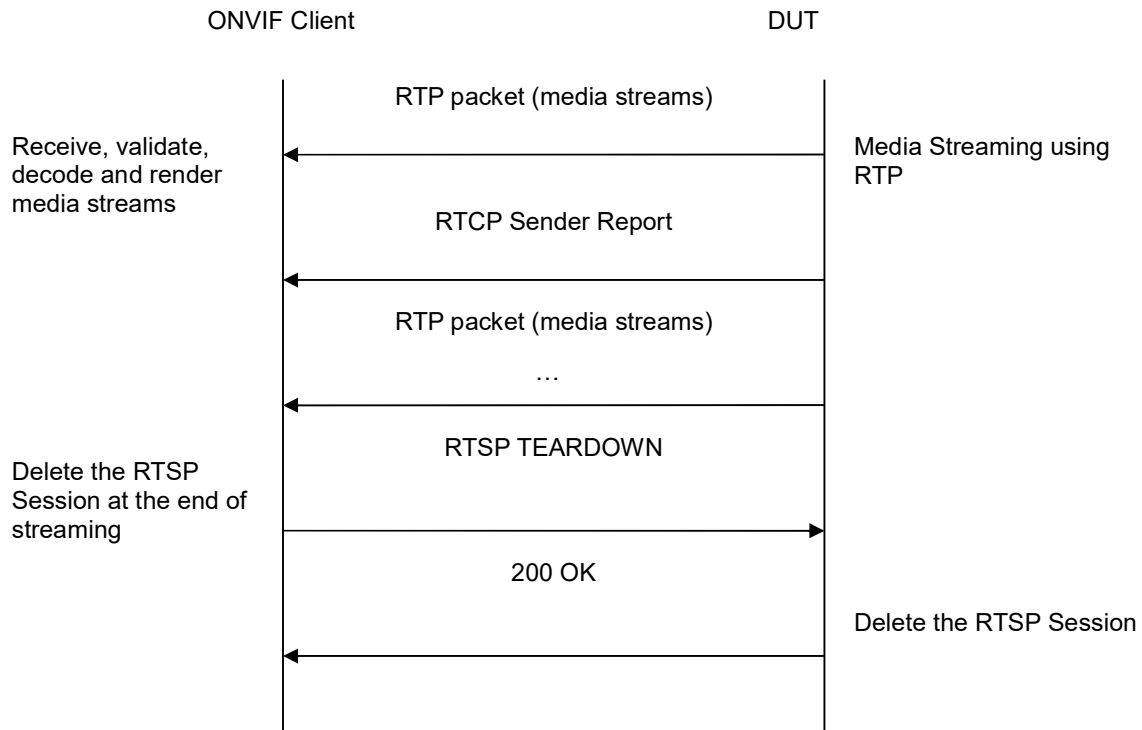 ONVIF Client
DUT
RTP packet (media streams)
Receive, validate,
decode and render
media streams
Media Streaming using
RTP
RTCP Sender Report
RTP packet (media streams)
…
RTSP TEARDOWN
Delete the RTSP
Session at the end of
streaming
200 OK
Delete the RTSP Session